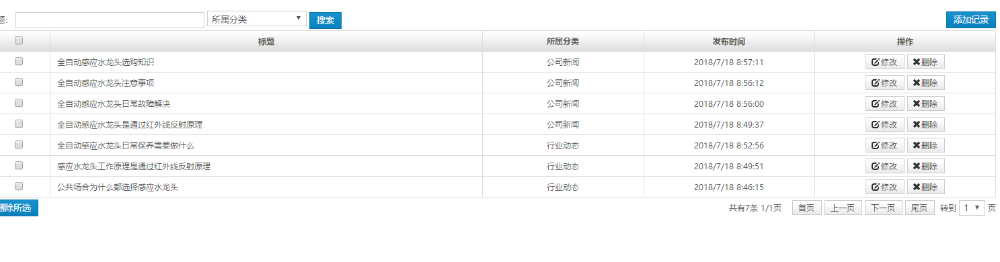 题： 所属分类 搜索 添加记录
标题 所属分类 发布时间 操作
全自动感应水龙头选购知识 公司新闻 2018/7/18 8:57:11 修改 删除
全自动感应水龙头注意事项 公司新闻 2018/7/18 8:56:12 修改 删除
全自动感应水龙头日常故障解决 公司新闻 2018/7/18 8:56:00 修改 删除
全自动感应水龙头是通过红外线反射原理 公司新闻 2018/7/18 8:49:37 修改 删除
全自动感应水龙头日常保养需要做什么 行业动态 2018/7/18 8:52:56 修改 删除
感应水龙头工作原理是通过红外线反射原理 行业动态 2018/7/18 8:49:51 修改 删除
公共场合为什么都选择感应水龙头 行业动态 2018/7/18 8:46:15 修改 删除
删除所选 共有7条 1/1页 首页 上一页 下一页 尾页 转到 1 页